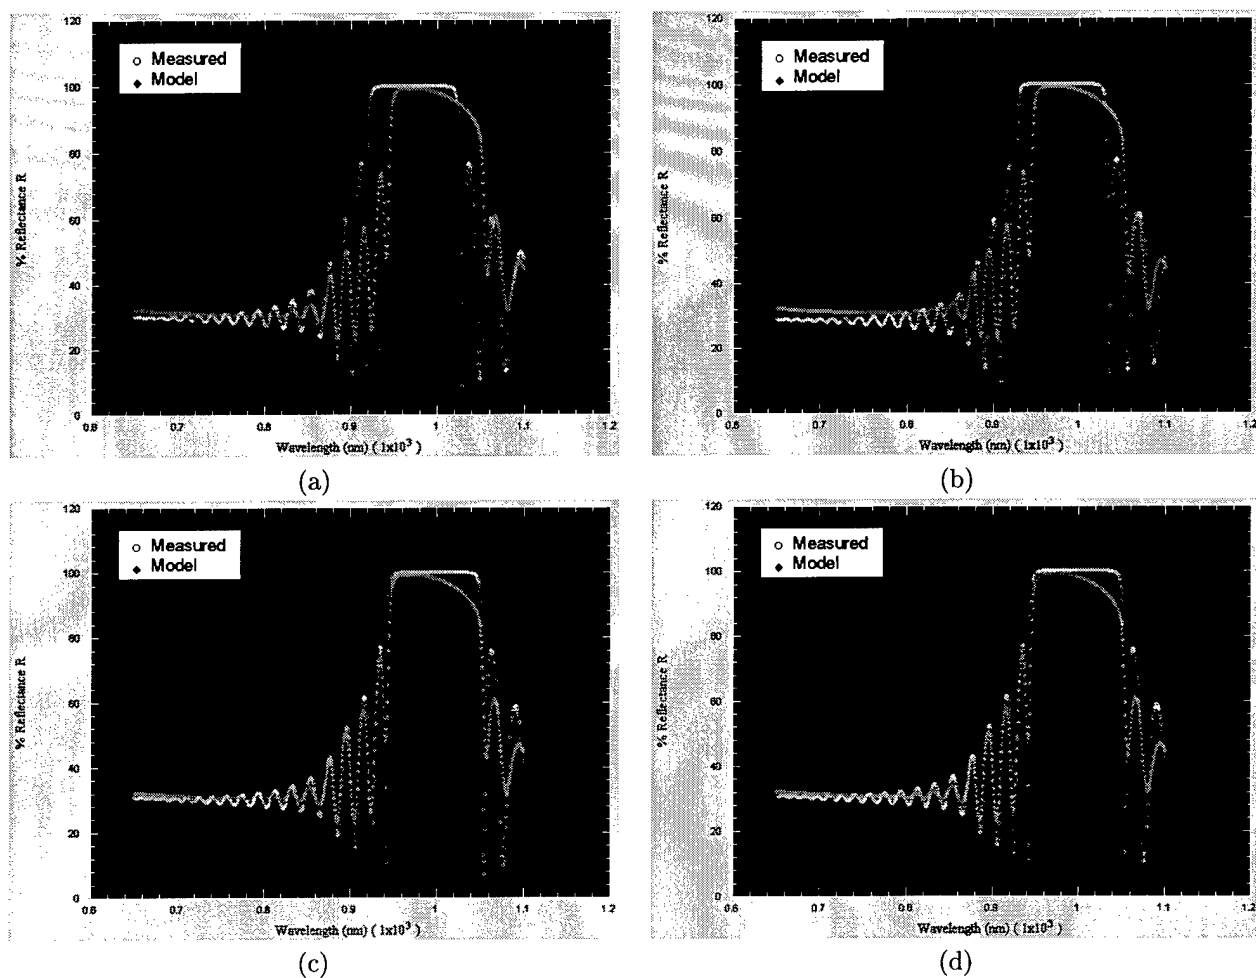 120
Measured
Model
100
80
60
40
20
0
% Reflectance R
0.6 0.7 0.8 0.9 1 1.1 1.2
Wavelength (nm) ( 1x10³ )
(a)
120
Measured
Model
100
80
60
40
20
0
% Reflectance R
0.6 0.7 0.8 0.9 1 1.1 1.2
Wavelength (nm) ( 1x10³ )
(b)
120
Measured
Model
100
80
60
40
20
0
% Reflectance R
0.6 0.7 0.8 0.9 1 1.1 1.2
Wavelength (nm) ( 1x10³ )
(c)
120
Measured
Model
100
80
60
40
20
0
% Reflectance R
0.6 0.7 0.8 0.9 1 1.1 1.2
Wavelength (nm) ( 1x10³ )
(d)